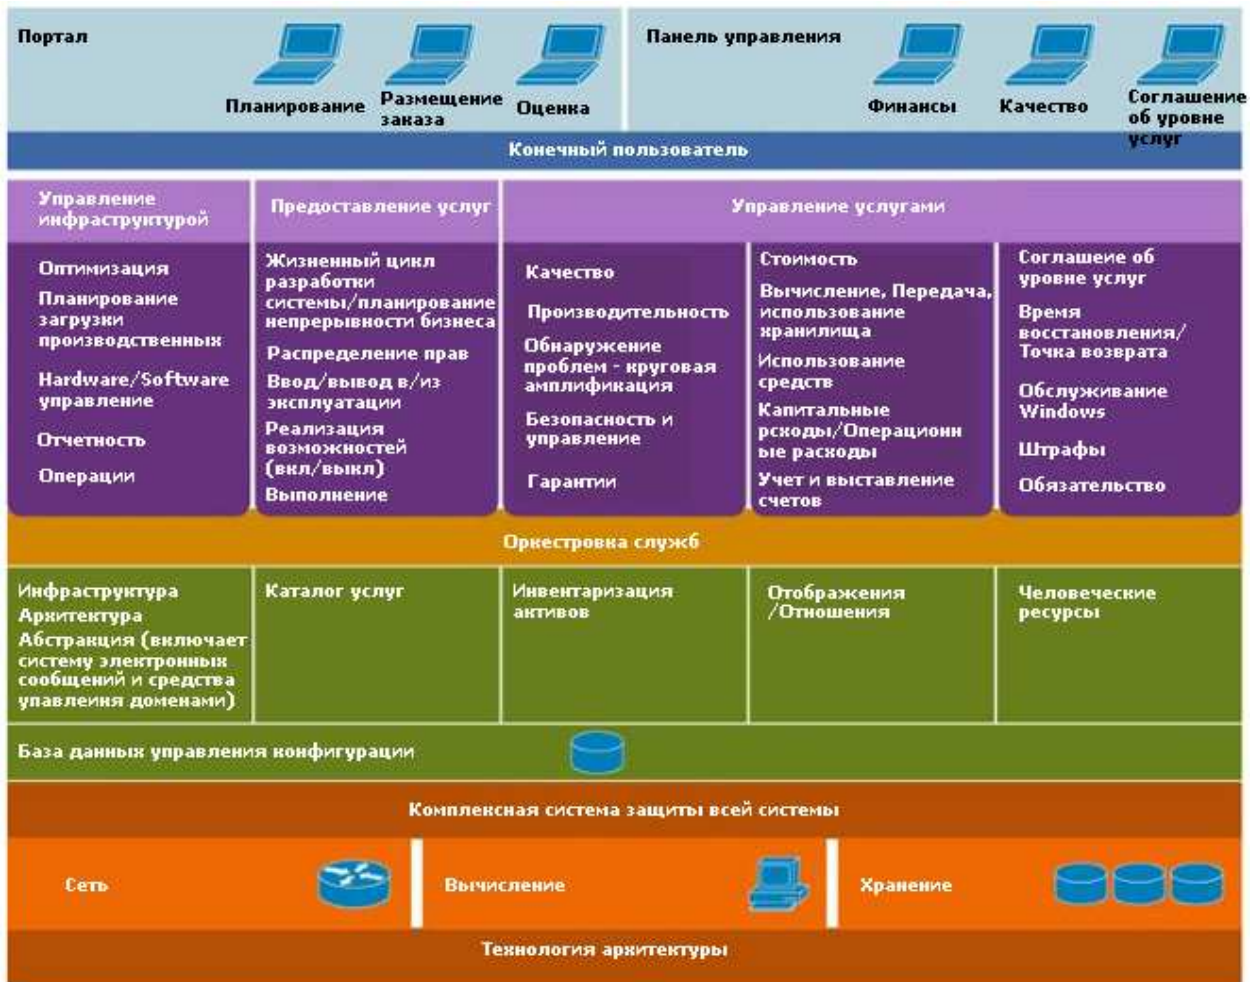 Портал
Планирование
Размещение
заказа
Оценка
Панель управления
Финансы
Качество
Соглашение
об уровне
услуг
Конечный пользователь
Управление
инфраструктурой
Предоставление услуг
Управление услугами
Оптимизация
Планирование
загрузки
производственных
Hardware/Software
управление
Отчетность
Операции
Жизненный цикл
разработки
системы/планирование
непрерывности бизнеса
Распределение прав
Ввод/вывод в/из
эксплуатации
Реализация
возможностей
(вкл/выкл)
Выполнение
Качество
Производительность
Обнаружение
проблем - круговая
амплификация
Безопасность и
управление
Гарантии
Стоимость
Вычисление, Передача,
использование
хранилища
Использование
средств
Капитальные
рсходы/Операционн
ые расходы
Учет и выставление
счетов
Соглашеие об
уровне услуг
Время
восстановления/
Точка возврата
Обслуживание
Windows
Штрафы
Обязательство
Оркестровка служб
Инфраструктура
Архитектура
Абстракция (включает
систему электронных
сообщений и средства
упавлеиня доменами)
Каталог услуг
Инвентаризация
активов
Отображения
/Отношения
Человеческие
ресурсы
База данных управления конфигурации
Комплексная система защиты всей системы
Сеть
Вычисление
Хранение
Технология архитектуры